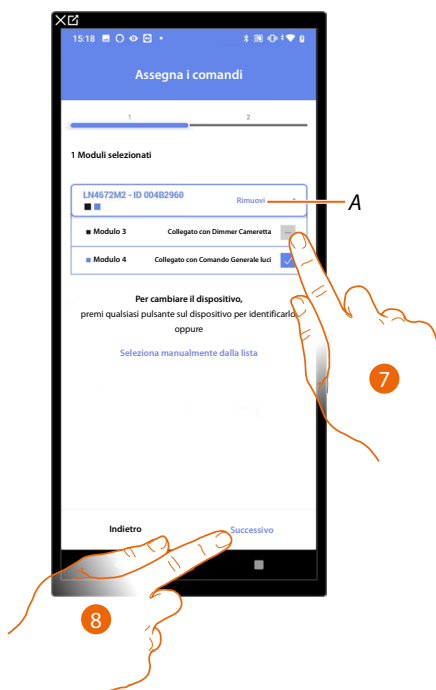 15:18
Assegna i comandi
1 2
1 Moduli selezionati
LN4672M2 - ID 004B2960 Rimuovi
A
Modulo 3 Collegato con Dimmer Cameretta
Modulo 4 Collegato con Comando Generale luci
Per cambiare il dispositivo,
premi qualsiasi pulsante sul dispositivo per identificarlo
oppure
Seleziona manualmente dalla lista
7
Indietro Successivo
8